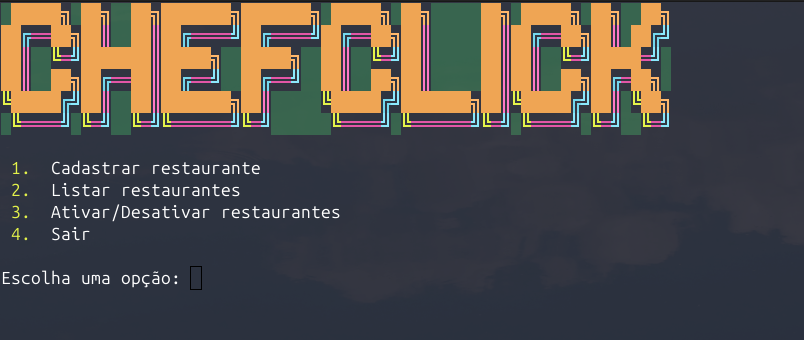 CHEFCLICK
1. Cadastrar restaurante
2. Listar restaurantes
3. Ativar/Desativar restaurantes
4. Sair
Escolha uma opção: